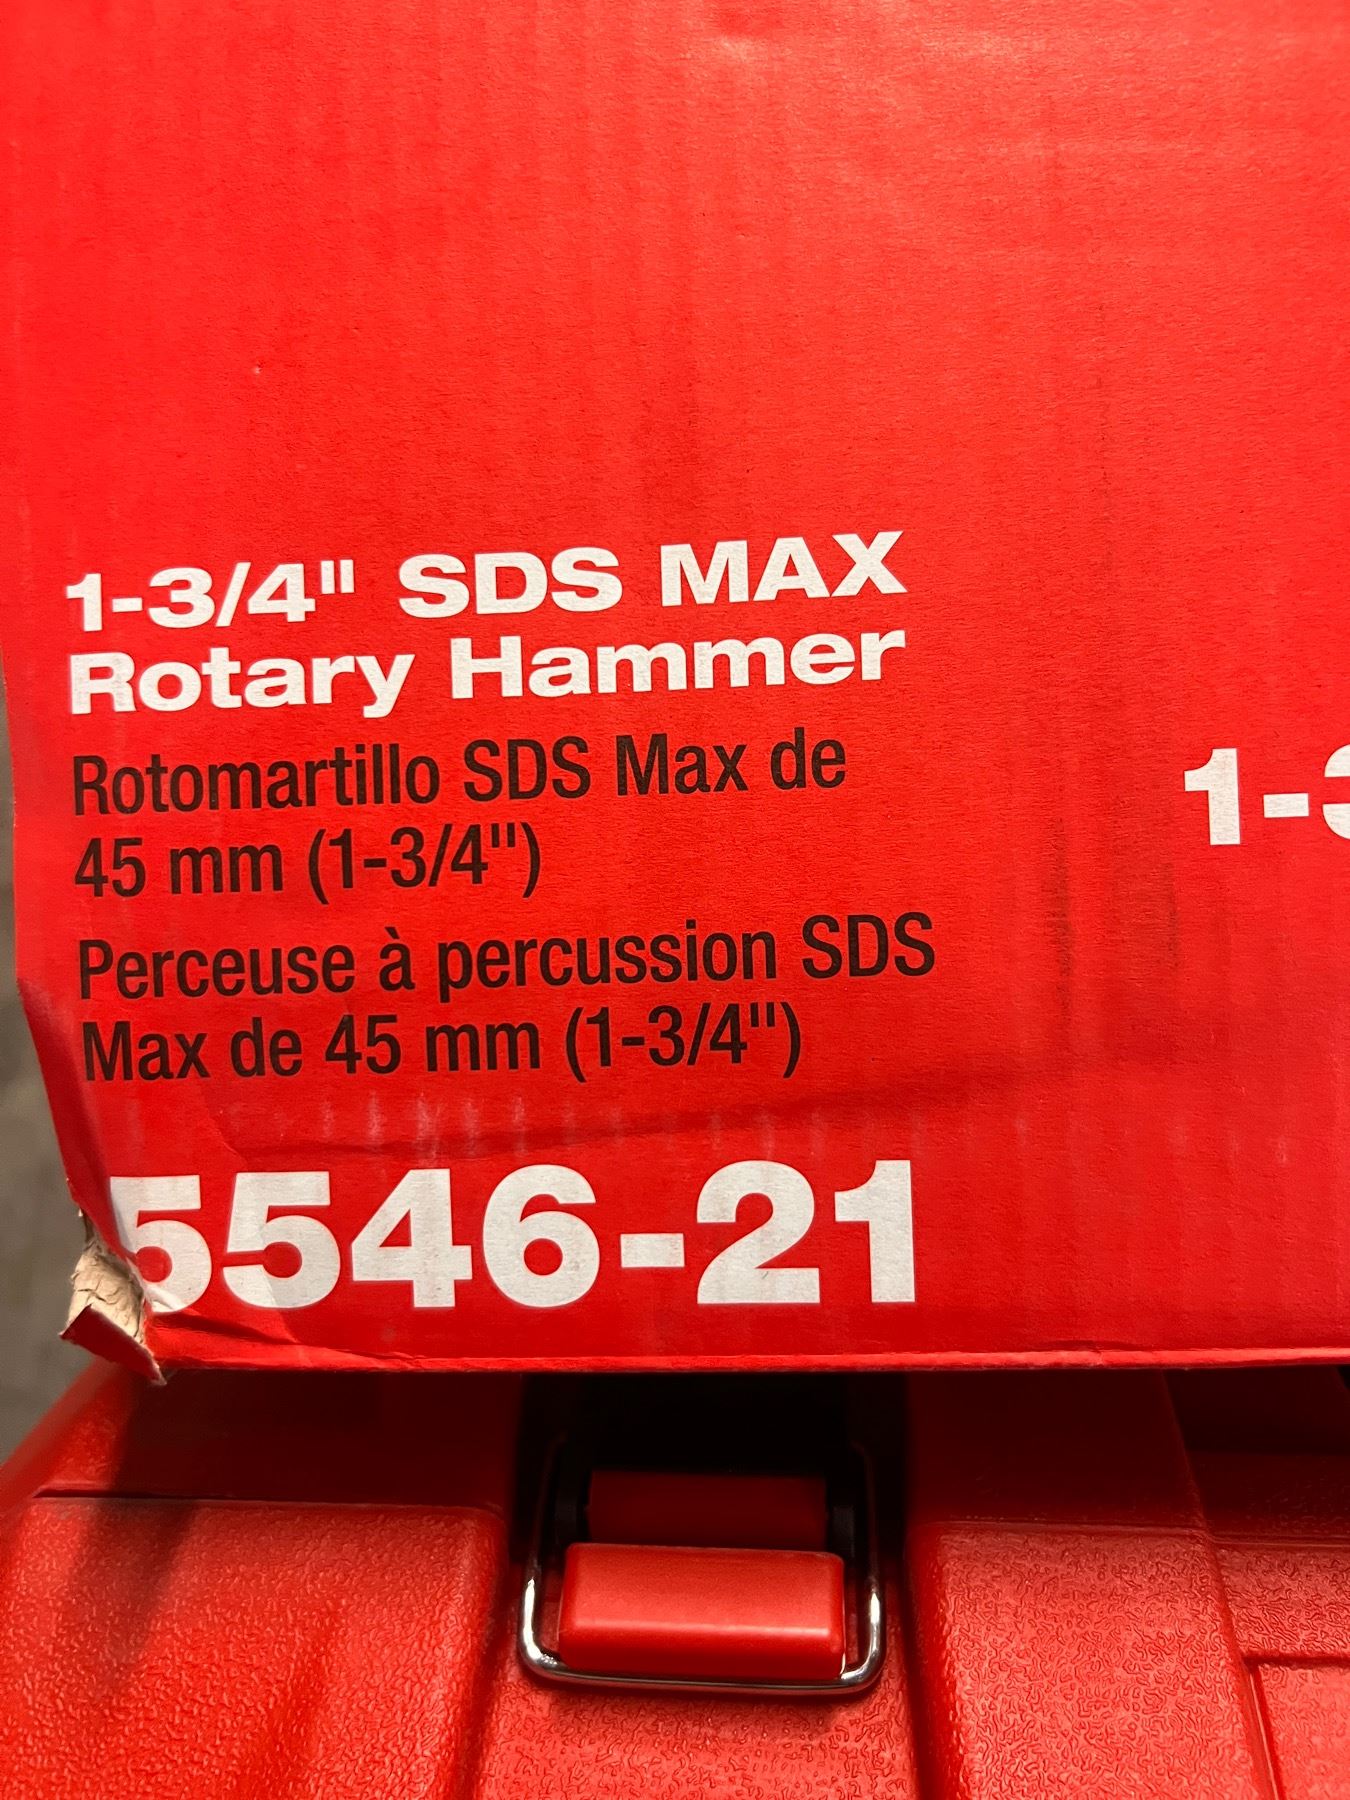 1-3/4" SDS MAX
Rotary Hammer
Rotomartillo SDS Max de
45 mm (1-3/4")
Perceuse à percussion SDS
Max de 45 mm (1-3/4")
5546-21